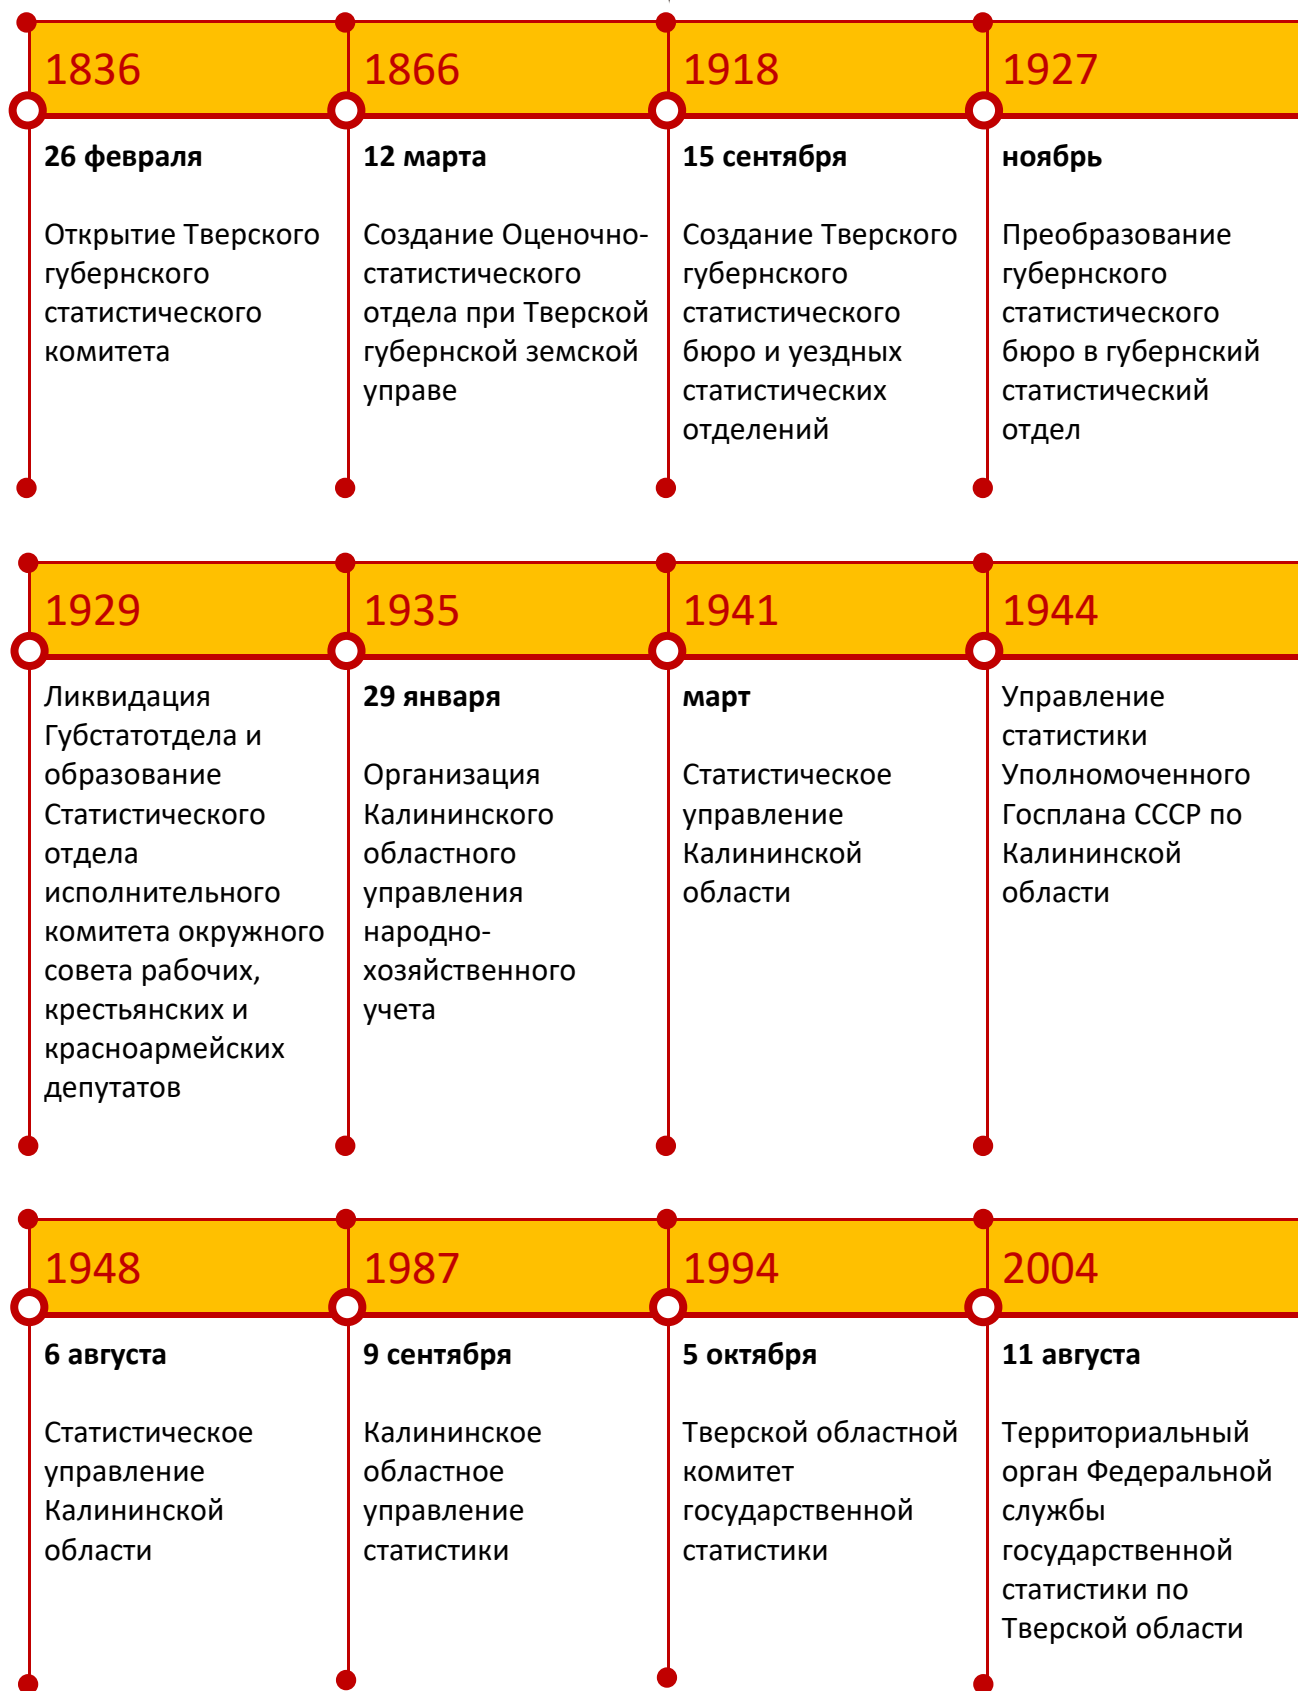 1836
26 февраля
Открытие Тверского
губернского
статистического
комитета
1866
12 марта
Создание Оценочно-
статистического
отдела при Тверской
губернской земской
управе
1918
15 сентября
Создание Тверского
губернского
статистического
бюро и уездных
статистических
отделений
1927
ноябрь
Преобразование
губернского
статистического
бюро в губернский
статистический
отдел
1929
Ликвидация
Губстатотдела и
образование
Статистического
отдела
исполнительного
комитета окружного
совета рабочих,
крестьянских и
красноармейских
депутатов
1935
29 января
Организация
Калининского
областного
управления
народно-
хозяйственного
учета
1941
март
Статистическое
управление
Калининской
области
1944
Управление
статистики
Уполномоченного
Госплана СССР по
Калининской
области
1948
6 августа
Статистическое
управление
Калининской
области
1987
9 сентября
Калининское
областное
управление
статистики
1994
5 октября
Тверской областной
комитет
государственной
статистики
2004
11 августа
Территориальный
орган Федеральной
службы
государственной
статистики по
Тверской области